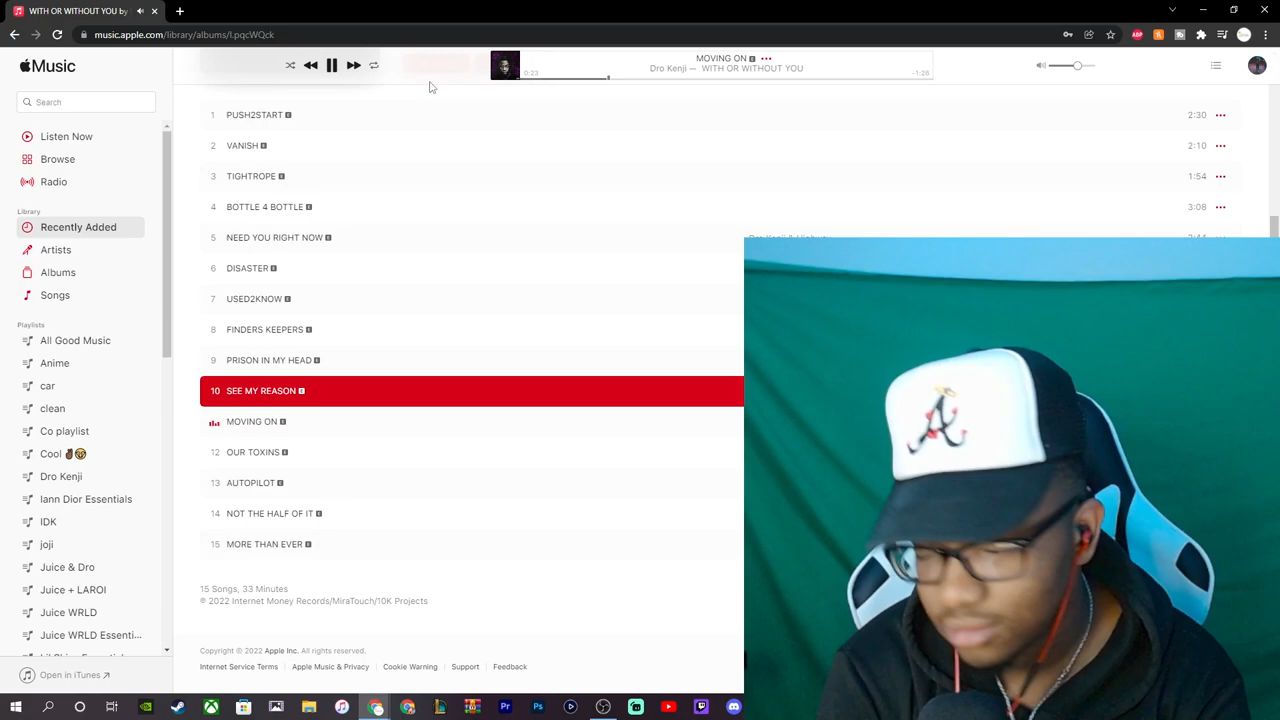 WITH OR WITHOUT YOU by
music.apple.com/library/albums/l.pqcWQck
Music
MOVING ON E
Dro Kenji — WITH OR WITHOUT YOU
0:23
-1:26
Search
Listen Now
Browse
Radio
Library
Recently Added
Artists
Albums
Songs
Playlists
All Good Music
Anime
car
clean
Co playlist
Cool
Dro Kenji
Iann Dior Essentials
IDK
joji
Juice & Dro
Juice + LAROI
Juice WRLD
Juice WRLD Essenti...
Open in iTunes ↗
1 PUSH2START E 2:30
2 VANISH E 2:10
3 TIGHTROPE E 1:54
4 BOTTLE 4 BOTTLE E 3:08
5 NEED YOU RIGHT NOW E
6 DISASTER E
7 USED2KNOW E
8 FINDERS KEEPERS E
9 PRISON IN MY HEAD E
10 SEE MY REASON E
MOVING ON E
12 OUR TOXINS E
13 AUTOPILOT E
14 NOT THE HALF OF IT E
15 MORE THAN EVER E
15 Songs, 33 Minutes
℗ 2022 Internet Money Records/MiraTouch/10K Projects
Copyright © 2022 Apple Inc. All rights reserved.
Internet Service Terms | Apple Music & Privacy | Cookie Warning | Support | Feedback
A